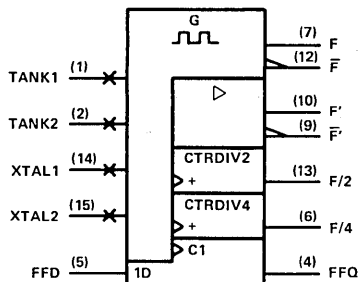 G
(7) F
(12) F̅
TANK1 (1)
(10) F'
TANK2 (2)
(9) F̅'
XTAL1 (14)
CTRDIV2
+
(13) F/2
XTAL2 (15)
CTRDIV4
+
(6) F/4
C1
FFD (5)
1D
(4) FFQ